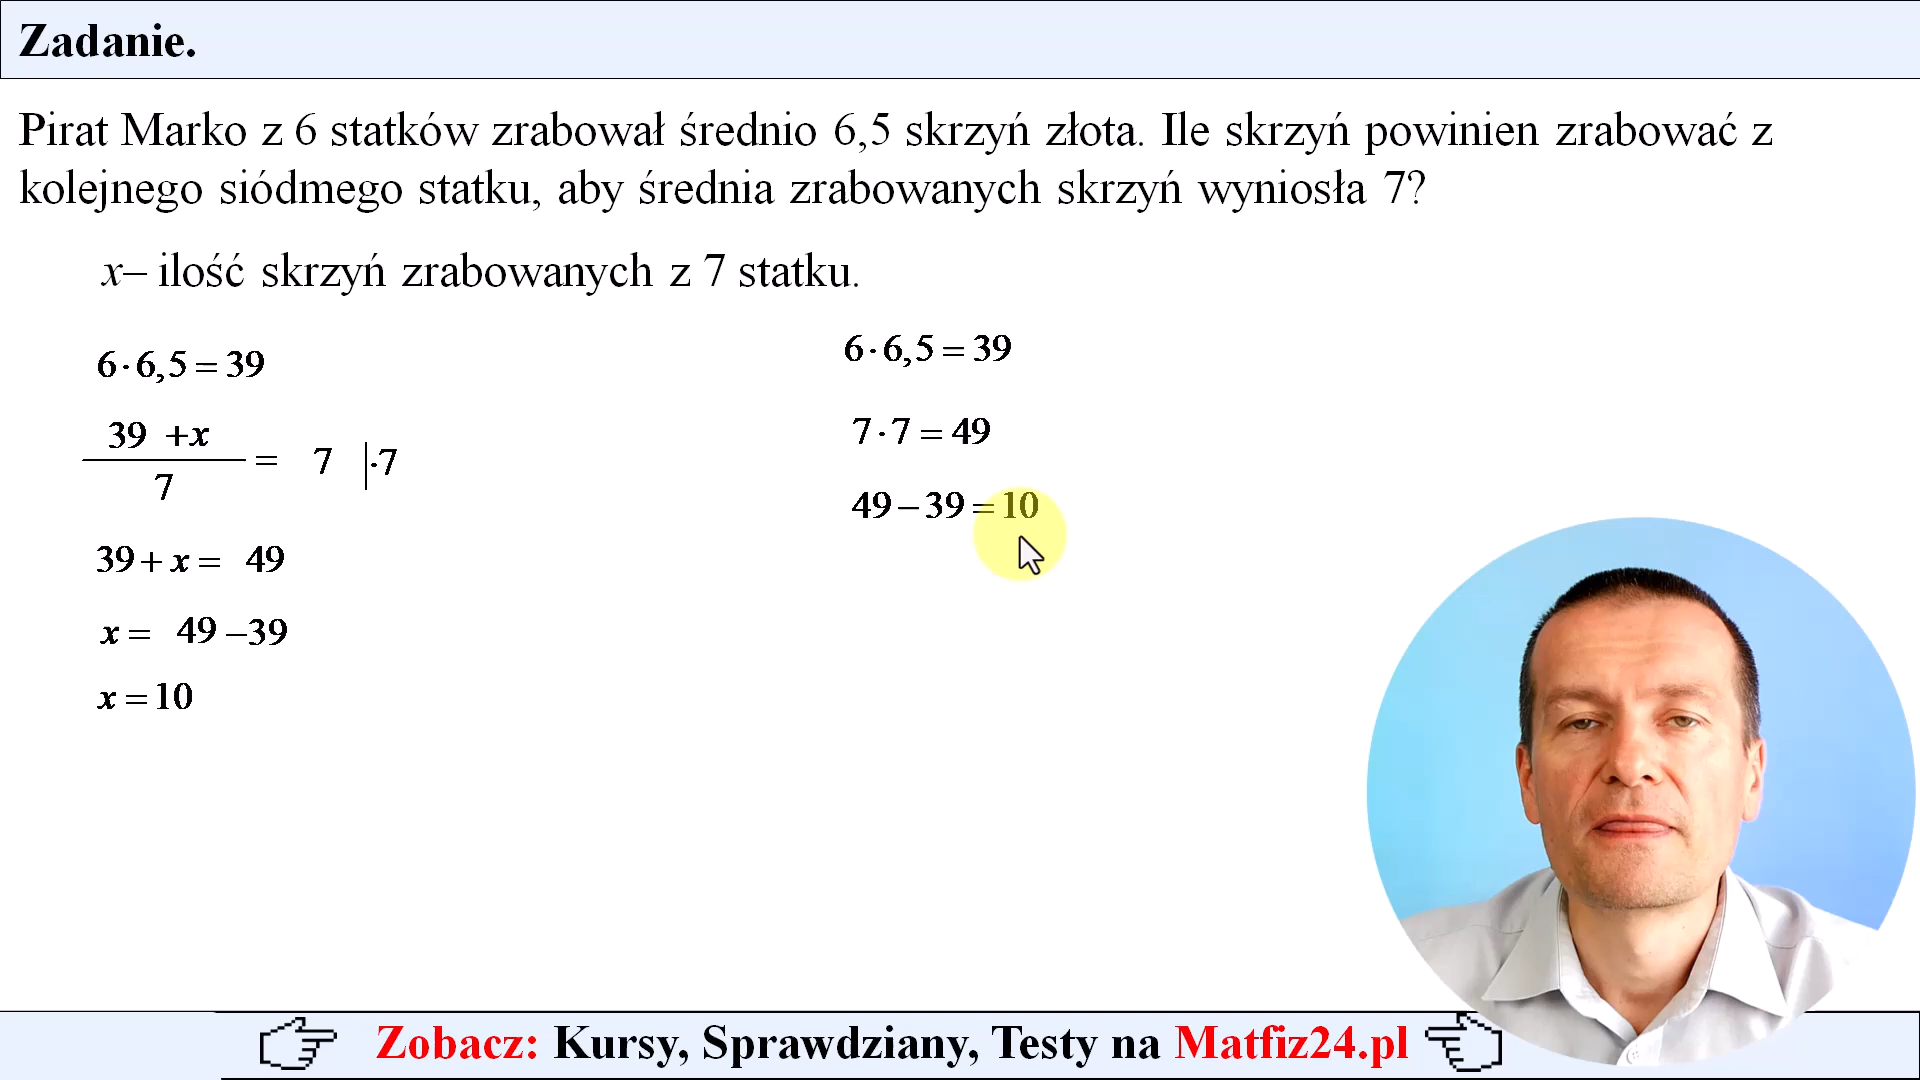 Zadanie.
Pirat Marko z 6 statków zrabował średnio 6,5 skrzyń złota. Ile skrzyń powinien zrabować z
kolejnego siódmego statku, aby średnia zrabowanych skrzyń wyniosła 7?
x– ilość skrzyń zrabowanych z 7 statku.
6·6,5=39
39 +x
7
= 7 |·7
39+x= 49
x= 49–39
x=10
6·6,5=39
7·7=49
49–39=10
Zobacz: Kursy, Sprawdziany, Testy na Matfiz24.pl